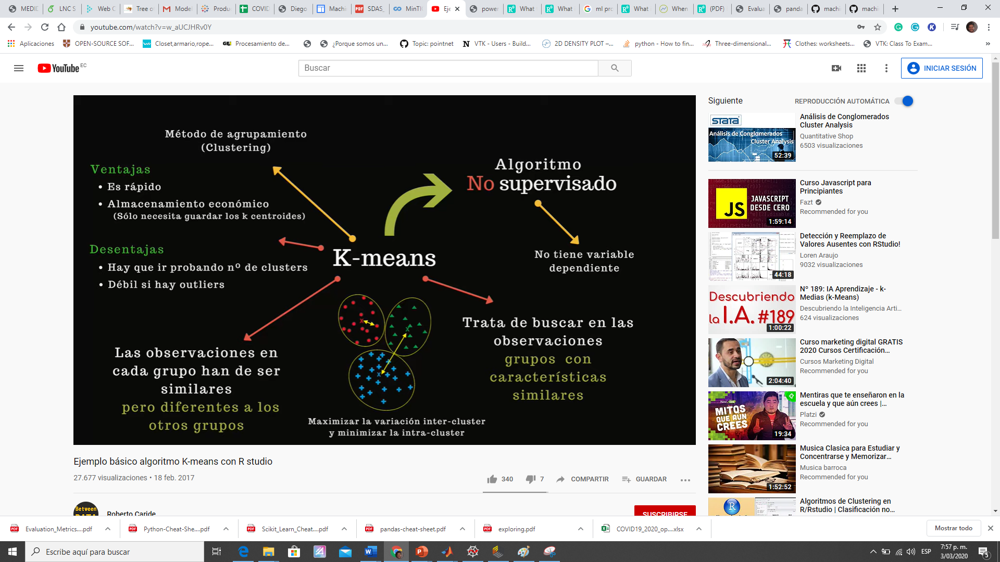 MEDID
LNC S
Web C
Tree o
Model
Produ
COVID
Diego
Machi
SDAS_
MinTI
Eje
power
What
What
ml pro
What
When
(PDF)
Evalua
panda
machi
machi
youtube.com/watch?v=w_aUCJHRv0Y
Aplicaciones
OPEN-SOURCE SOF...
Closet,armario,rope...
Procesamiento de...
¿Porque somos un...
Topic: pointnet
VTK - Users - Build...
2D DENSITY PLOT –...
python - How to fin...
Three-dimensional...
Clothes: worksheets...
VTK: Class To Exam...
»
YouTube EC
Buscar
INICIAR SESIÓN
Método de agrupamiento
(Clustering)
Ventajas
• Es rápido
• Almacenamiento económico
(Sólo necesita guardar los k centroides)
Desentajas
• Hay que ir probando nº de clusters
• Débil si hay outliers
K-means
Algoritmo
No supervisado
No tiene variable
dependiente
Las observaciones en
cada grupo han de ser
similares
pero diferentes a los
otros grupos
Trata de buscar en las
observaciones
grupos con
características
similares
Maximizar la variación inter-cluster
y minimizar la intra-cluster
Ejemplo básico algoritmo K-means con R studio
27.677 visualizaciones • 18 feb. 2017
340
7
COMPARTIR
GUARDAR
Between
DATA
Roberto Caride
SUSCRIBIRSE
Siguiente
REPRODUCCIÓN AUTOMÁTICA
STATA
Análisis de Conglomerados
Cluster Analysis
52:39
Análisis de Conglomerados
Cluster Analysis
Quantitative Shop
6503 visualizaciones
JS
JAVASCRIPT
DESDE CERO
1:59:14
Curso Javascript para
Principiantes
Fazt
Recommended for you
44:18
Detección y Reemplazo de
Valores Ausentes con RStudio!
Loren Araujo
9032 visualizaciones
Descubriendo
la I.A. #189
1:00:22
Nº 189: IA Aprendizaje - k-
Medias (k-Means)
Descubriendo la Inteligencia Arti...
624 visualizaciones
2:04:40
Curso marketing digital GRATIS
2020 Cursos Certificación...
Cursos Marketing Digital
Recommended for you
MITOS
QUE AÚN
CREES
19:34
Mentiras que te enseñaron en la
escuela y que aún crees |...
Platzi
Recommended for you
1:52:52
Musica Clasica para Estudiar y
Concentrarse y Memorizar...
Musica barroca
Recommended for you
R
Algoritmos de Clustering en
R/Rstudio | Clasificación no...
Evaluation_Metrics....pdf
Python-Cheat-She....pdf
Scikit_Learn_Cheat....pdf
pandas-cheat-sheet.pdf
exploring.pdf
COVID19_2020_op....xlsx
Mostrar todo
Escribe aquí para buscar
ESP
7:57 p. m.
3/03/2020
5